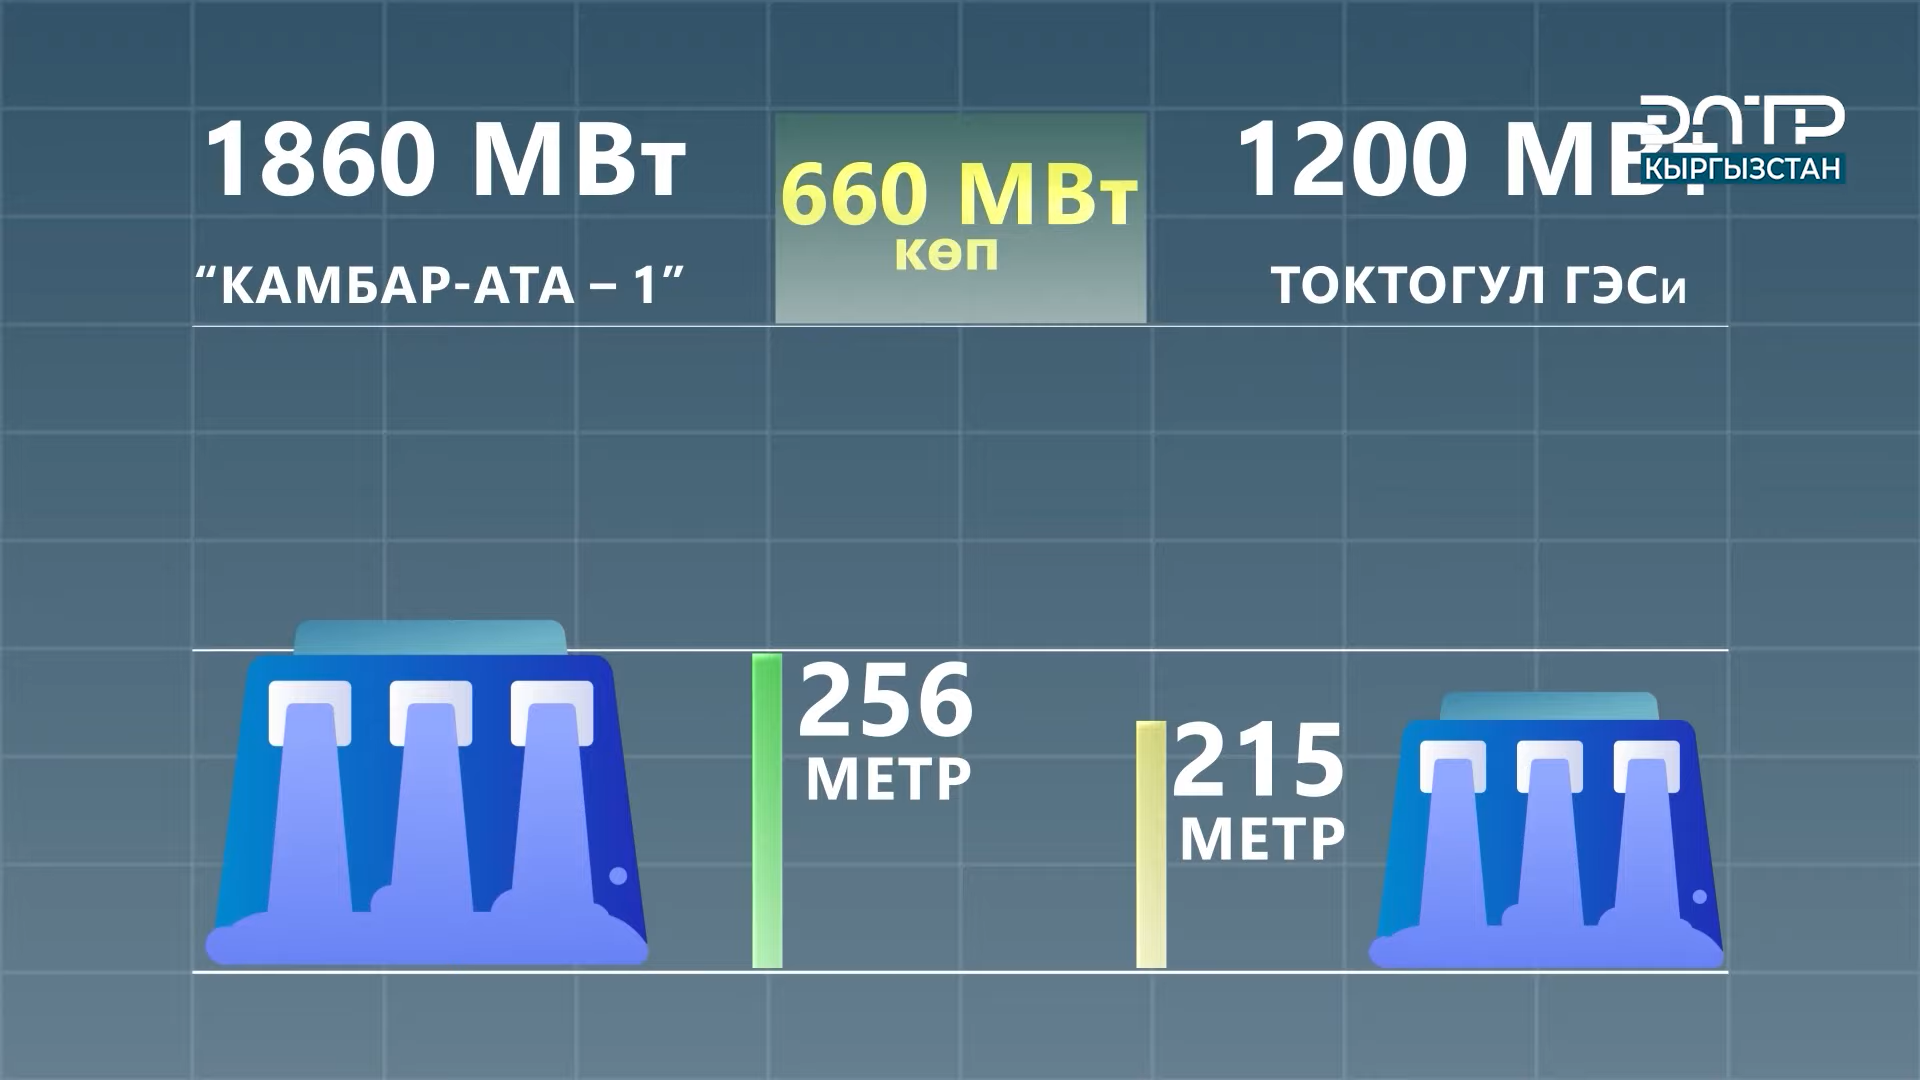 1860 МВт
“КАМБАР-АТА – 1”
660 МВт
көп
1200 МВт
ТОКТОГУЛ ГЭСи
ЭЛТР
КЫРГЫЗСТАН
256
МЕТР
215
МЕТР